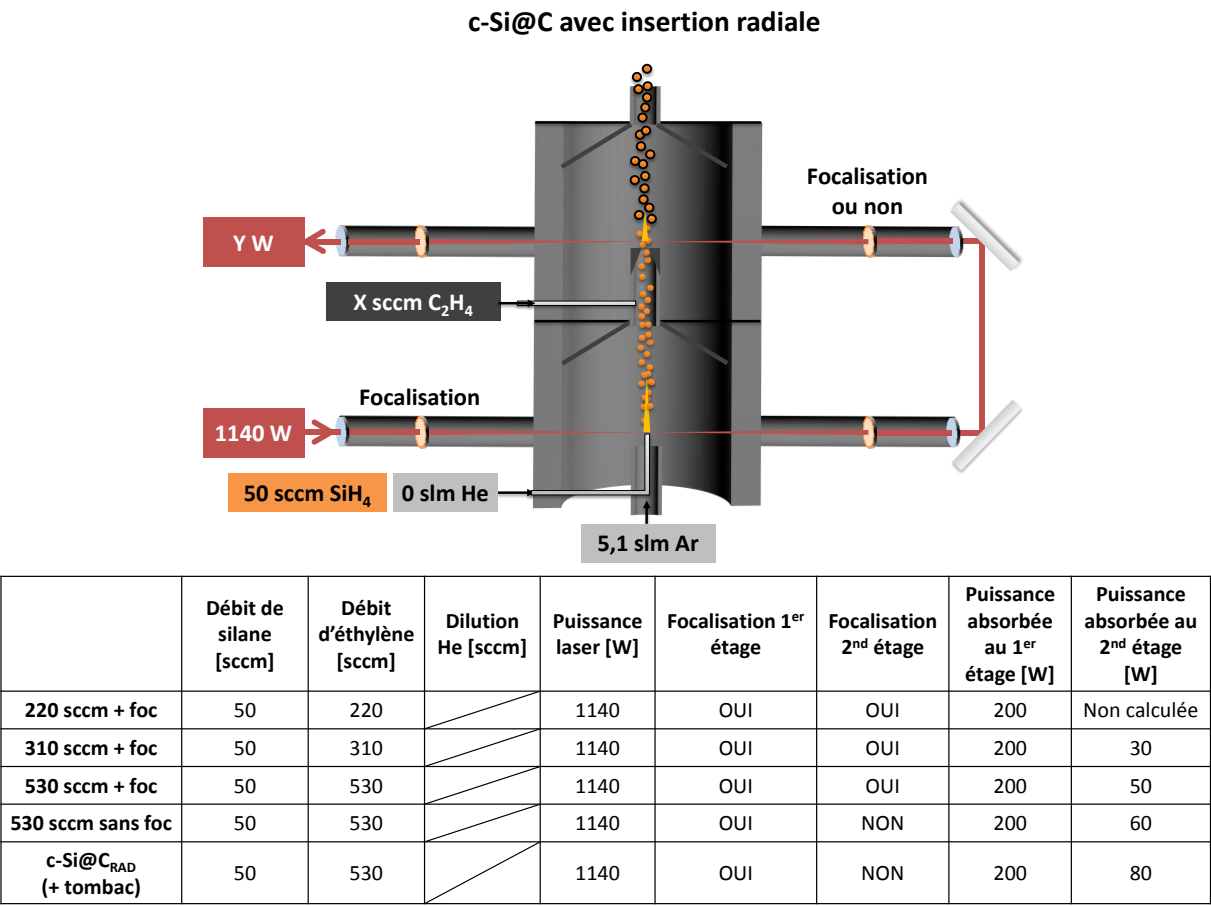 c-Si@C avec insertion radiale
Focalisation
ou non
Y W
X sccm C₂H₄
Focalisation
1140 W
50 sccm SiH₄
0 slm He
5,1 slm Ar
Débit de silane [sccm] Débit d'éthylène [sccm] Dilution He [sccm] Puissance laser [W] Focalisation 1er étage Focalisation 2nd étage Puissance absorbée au 1er étage [W] Puissance absorbée au 2nd étage [W]
220 sccm + foc 50 220 1140 OUI OUI 200 Non calculée
310 sccm + foc 50 310 1140 OUI OUI 200 30
530 sccm + foc 50 530 1140 OUI OUI 200 50
530 sccm sans foc 50 530 1140 OUI NON 200 60
c-Si@C_RAD (+ tombac) 50 530 1140 OUI NON 200 80